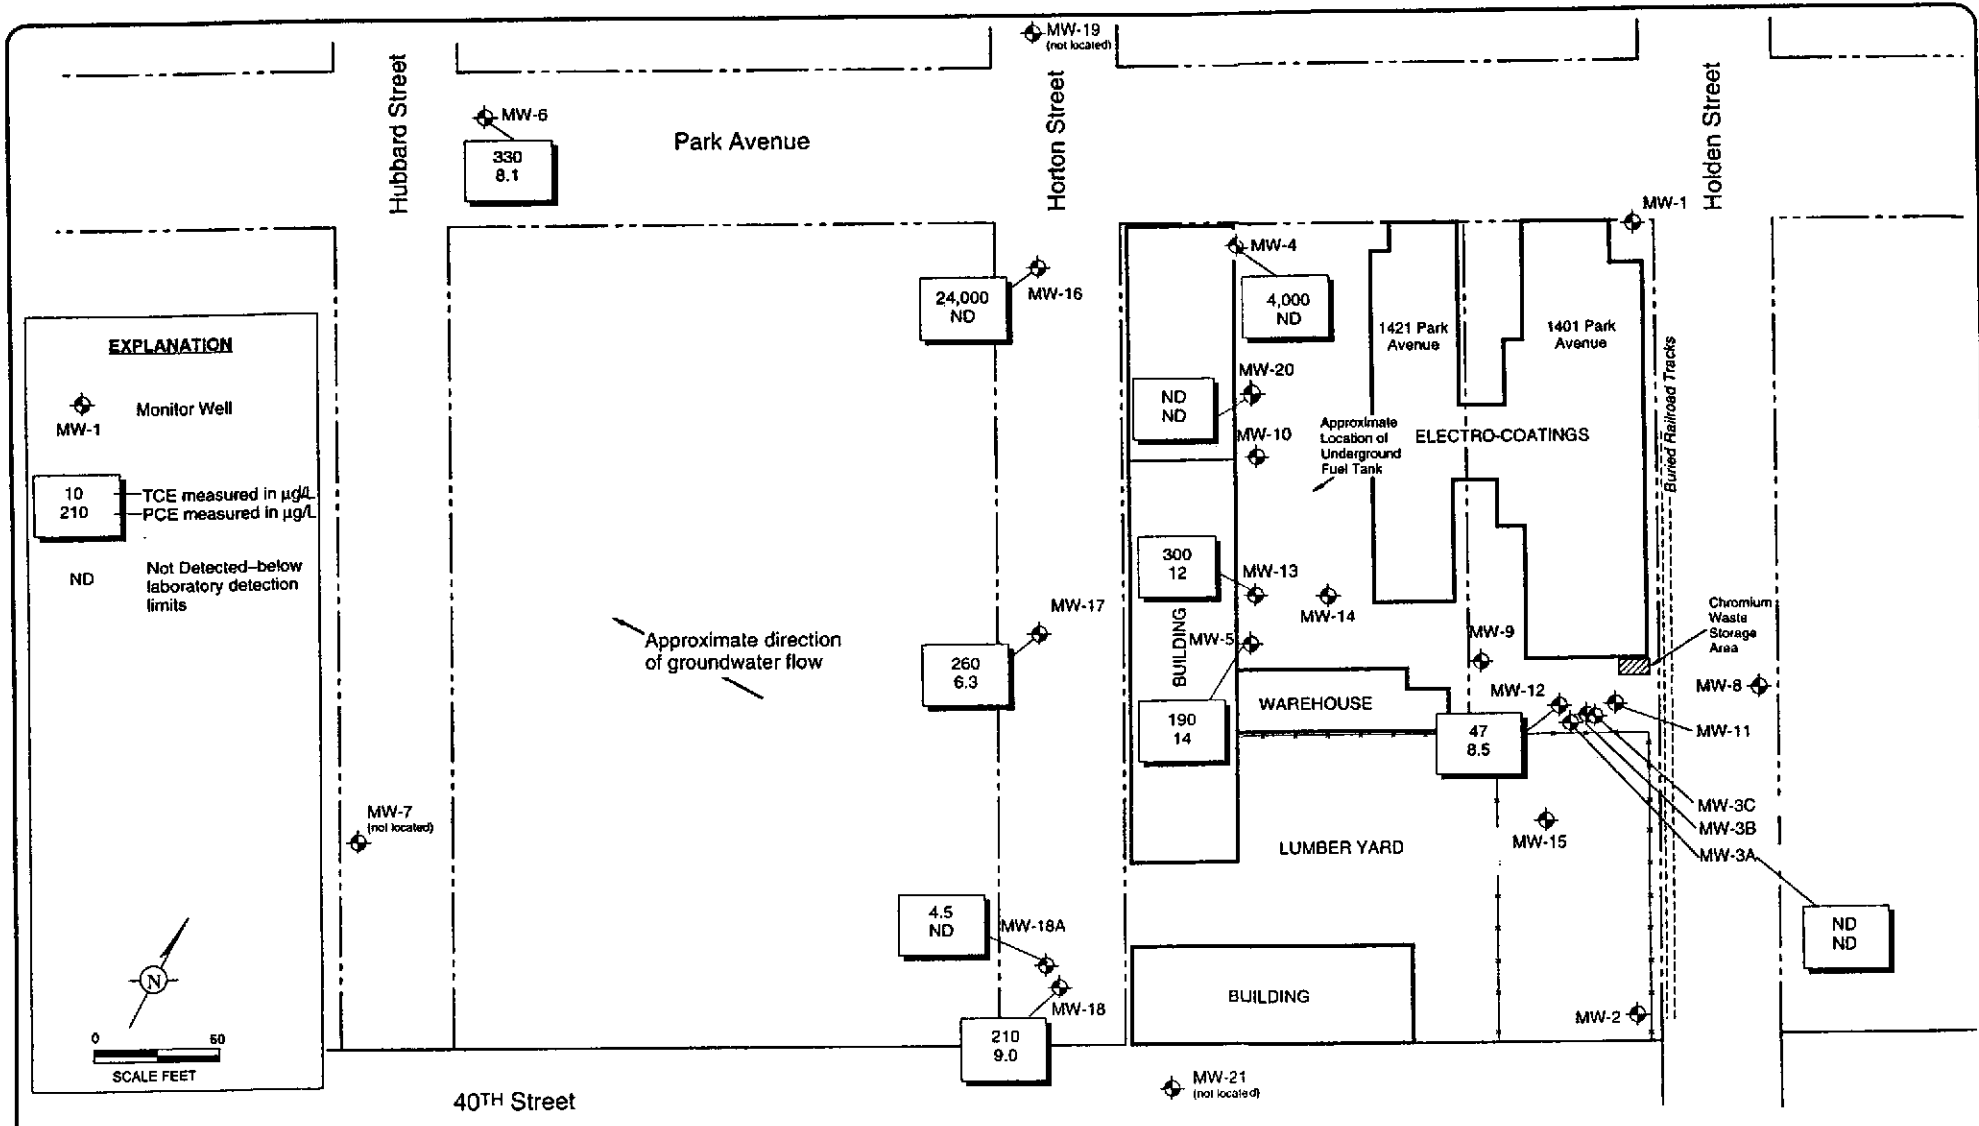 MW-19
(not located)
Hubbard Street
Horton Street
Holden Street
MW-6
330
8.1
Park Avenue
MW-1
MW-4
24,000
ND
MW-16
4,000
ND
1421 Park
Avenue
1401 Park
Avenue
Buried Railroad Tracks
EXPLANATION
MW-1
Monitor Well
10
210
TCE measured in µg/L
PCE measured in µg/L
ND
Not Detected–below
laboratory detection
limits
MW-20
ND
ND
MW-10
Approximate
Location of
Underground
Fuel Tank
ELECTRO-COATINGS
300
12
MW-13
MW-14
MW-17
260
6.3
Approximate direction
of groundwater flow
BUILDING
MW-5
MW-9
Chromium
Waste
Storage
Area
MW-8
MW-12
WAREHOUSE
190
14
47
8.5
MW-11
MW-3C
MW-3B
MW-3A
MW-15
LUMBER YARD
MW-7
(not located)
4.5
ND
MW-18A
ND
ND
N
BUILDING
MW-18
MW-2
210
9.0
0
60
SCALE FEET
MW-21
(not located)
40TH Street